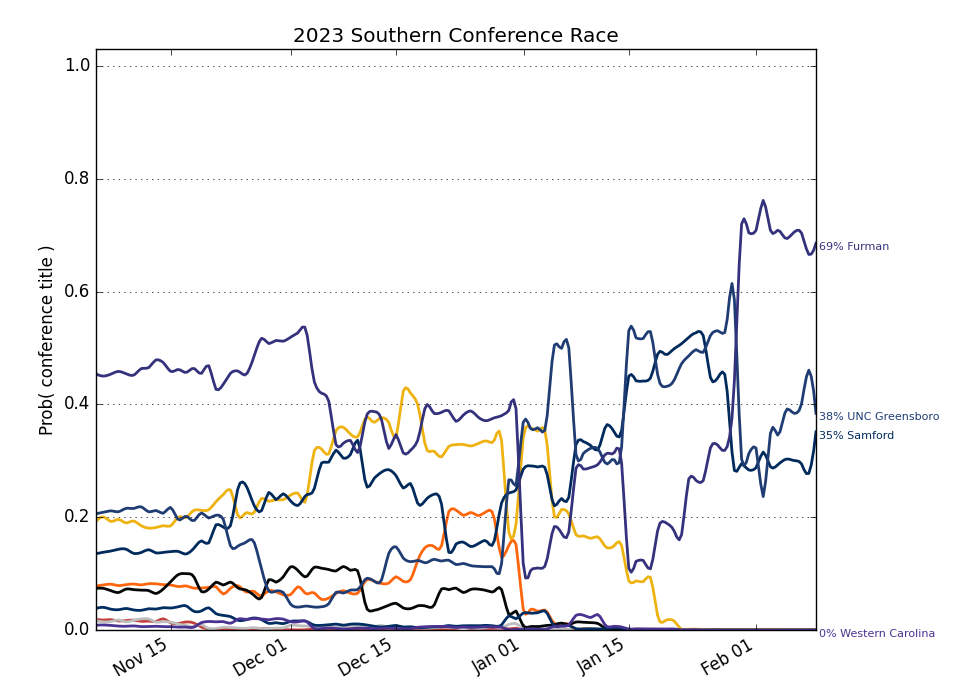 2023 Southern Conference Race
Prob( conference title )
1.0
0.8
0.6
0.4
0.2
0.0
69% Furman
38% UNC Greensboro
35% Samford
0% Western Carolina
Nov 15
Dec 01
Dec 15
Jan 01
Jan 15
Feb 01